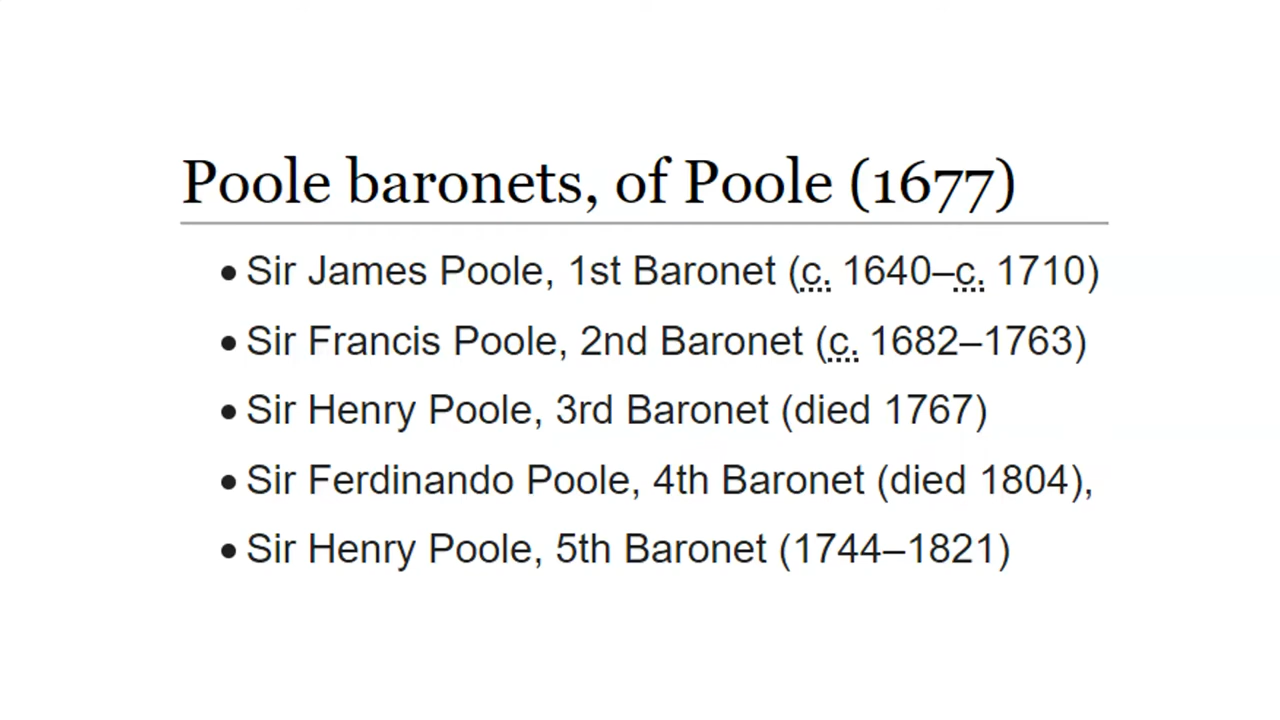 Poole baronets, of Poole (1677)
• Sir James Poole, 1st Baronet (c. 1640–c. 1710)
• Sir Francis Poole, 2nd Baronet (c. 1682–1763)
• Sir Henry Poole, 3rd Baronet (died 1767)
• Sir Ferdinando Poole, 4th Baronet (died 1804),
• Sir Henry Poole, 5th Baronet (1744–1821)